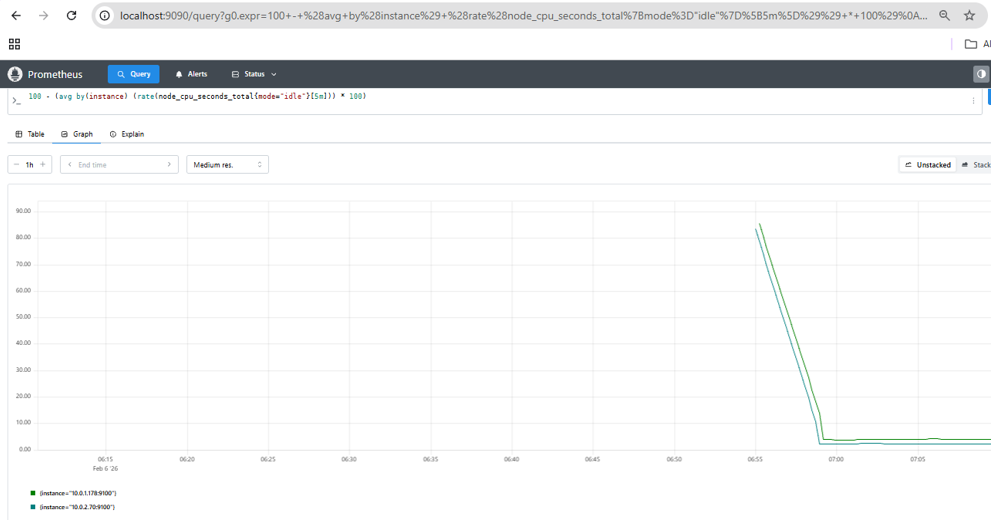 localhost:9090/query?g0.expr=100+-+%28avg+by%28instance%29+%28rate%28node_cpu_seconds_total%7Bmode%3D"idle"%7D%5B5m%5D%29%29+*+100%29%0A...
Al
Prometheus Query Alerts Status
>_ 100 - (avg by(instance) (rate(node_cpu_seconds_total{mode="idle"}[5m])) * 100)
Table Graph Explain
− 1h + < End time > Medium res. Unstacked Stack
90.00
80.00
70.00
60.00
50.00
40.00
30.00
20.00
10.00
0.00
06:15 06:20 06:25 06:30 06:35 06:40 06:45 06:50 06:55 07:00 07:05
Feb 6 '26
{instance="10.0.1.178:9100"}
{instance="10.0.2.70:9100"}